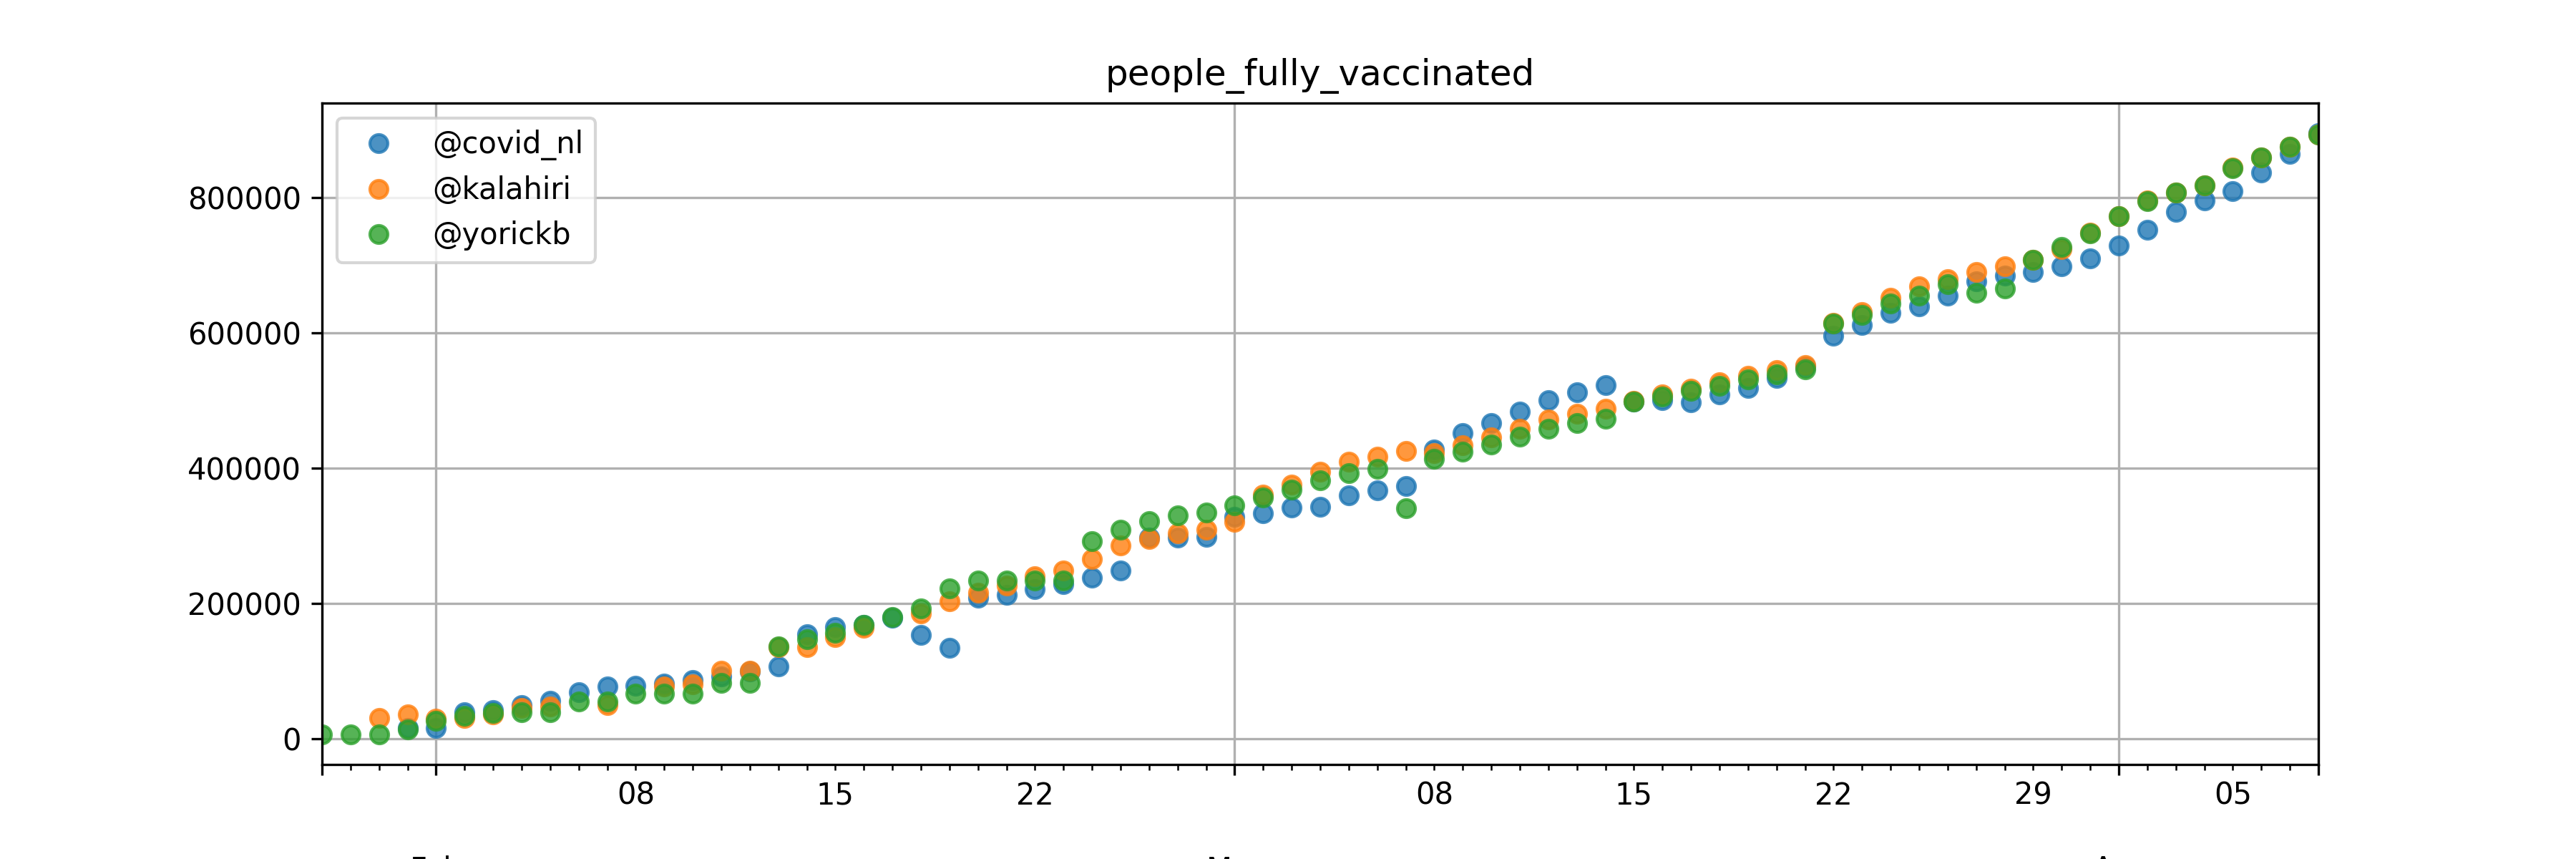 people_fully_vaccinated
@covid_nl
@kalahiri
@yorickb
800000
600000
400000
200000
0
08 15 22 08 15 22 29 05